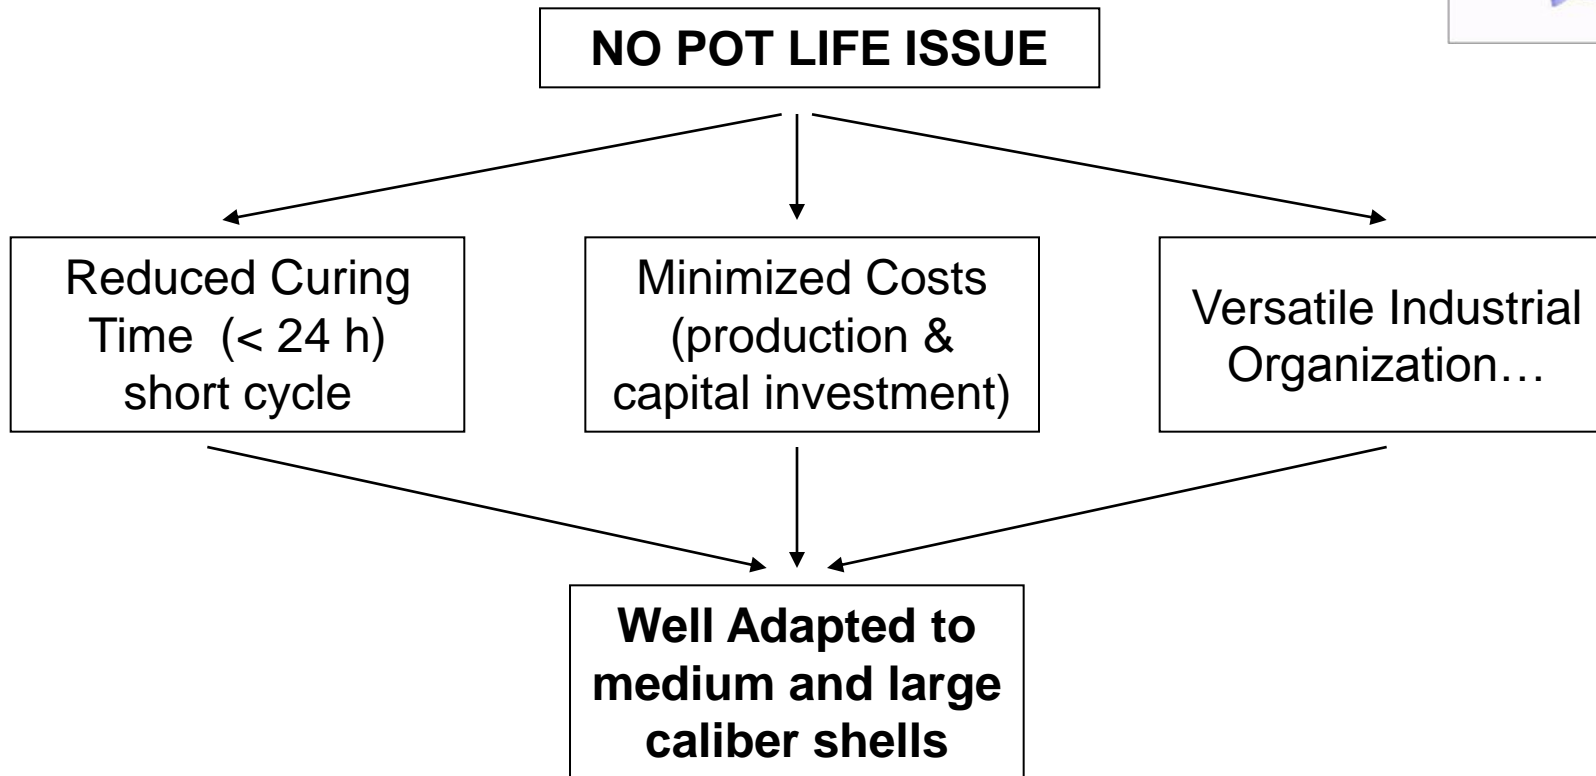 NO POT LIFE ISSUE
Reduced Curing
Time (< 24 h)
short cycle
Minimized Costs
(production &
capital investment)
Versatile Industrial
Organization…
Well Adapted to
medium and large
caliber shells